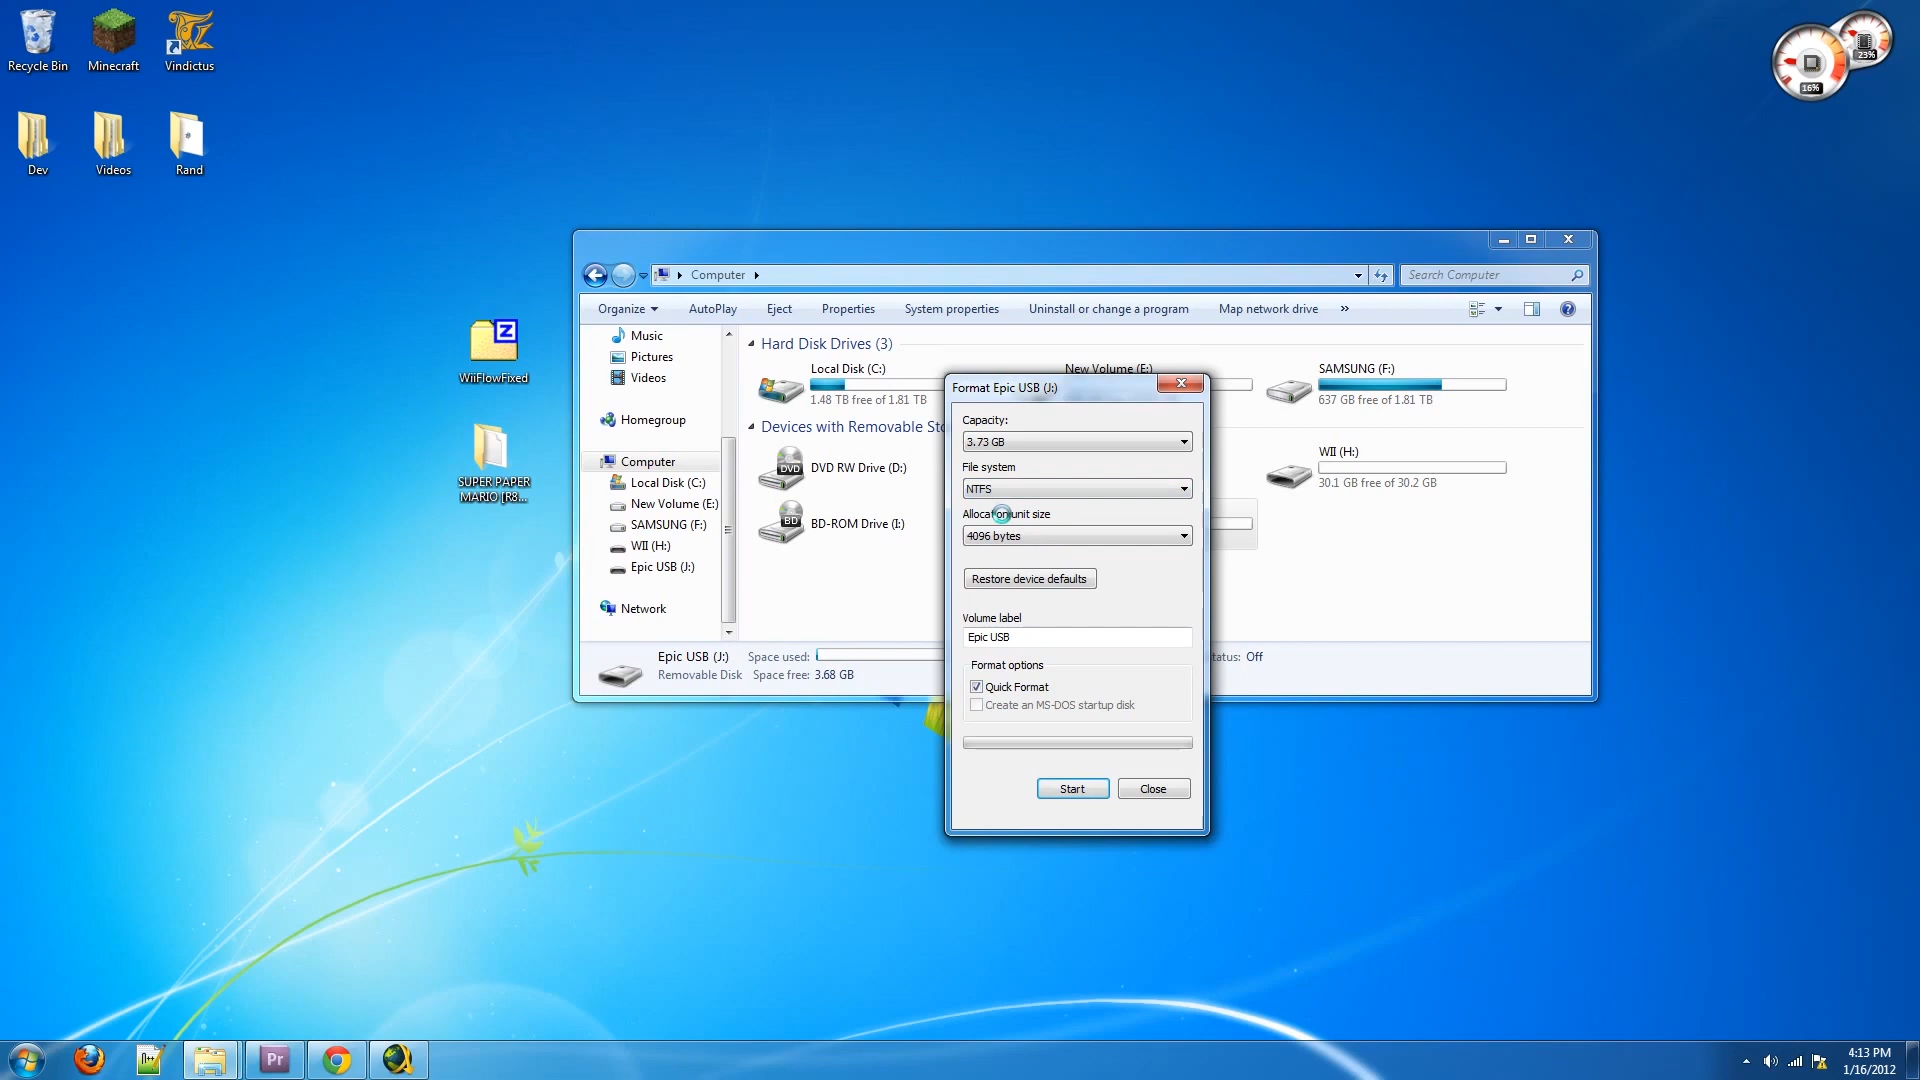 Recycle Bin
Minecraft
Vindictus
23%
16%
Dev
Videos
Rand
WiiFlowFixed
SUPER PAPER
MARIO [R8...
Computer
Search Computer
Organize
AutoPlay
Eject
Properties
System properties
Uninstall or change a program
Map network drive
»
Music
Pictures
Videos
Homegroup
Computer
Local Disk (C:)
New Volume (E:)
SAMSUNG (F:)
WII (H:)
Epic USB (J:)
Network
Hard Disk Drives (3)
Local Disk (C:)
1.48 TB free of 1.81 TB
New Volume (E:)
SAMSUNG (F:)
637 GB free of 1.81 TB
Devices with Removable Sto
DVD
DVD RW Drive (D:)
WII (H:)
30.1 GB free of 30.2 GB
BD
BD-ROM Drive (I:)
Epic USB (J:)
Space used:
tatus: Off
Removable Disk
Space free: 3.68 GB
Format Epic USB (J:)
Capacity:
3.73 GB
File system
NTFS
Allocation unit size
4096 bytes
Restore device defaults
Volume label
Epic USB
Format options
Quick Format
Create an MS-DOS startup disk
Start
Close
Pr
4:13 PM
1/16/2012